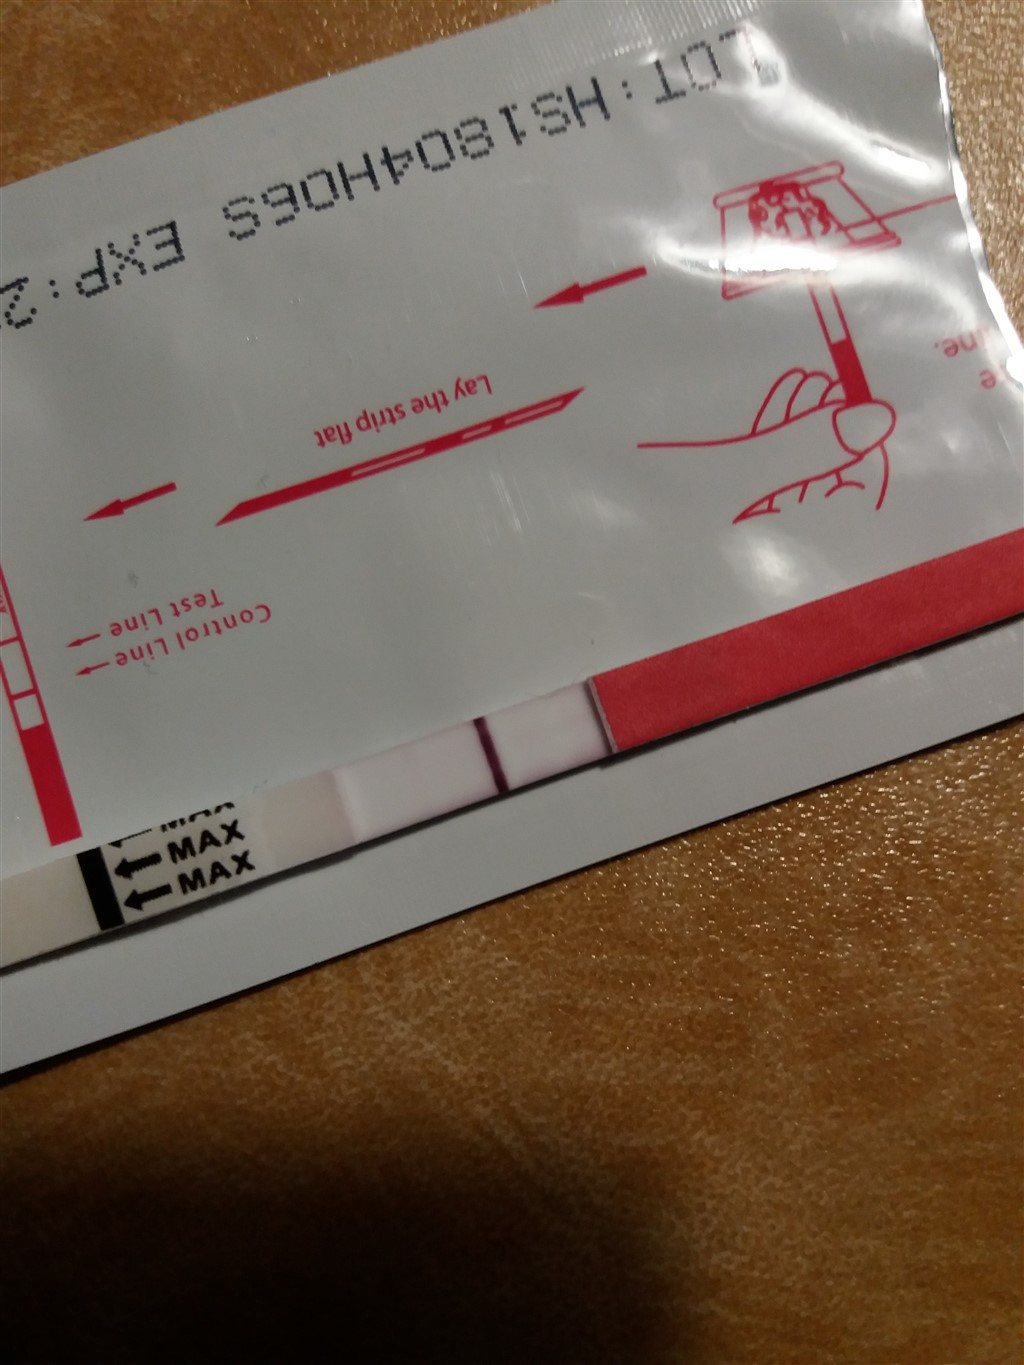 LOT:HS1804H06S EXP:2
Lay the strip flat
Control Line
Test Line
MAX
MAX
MAX